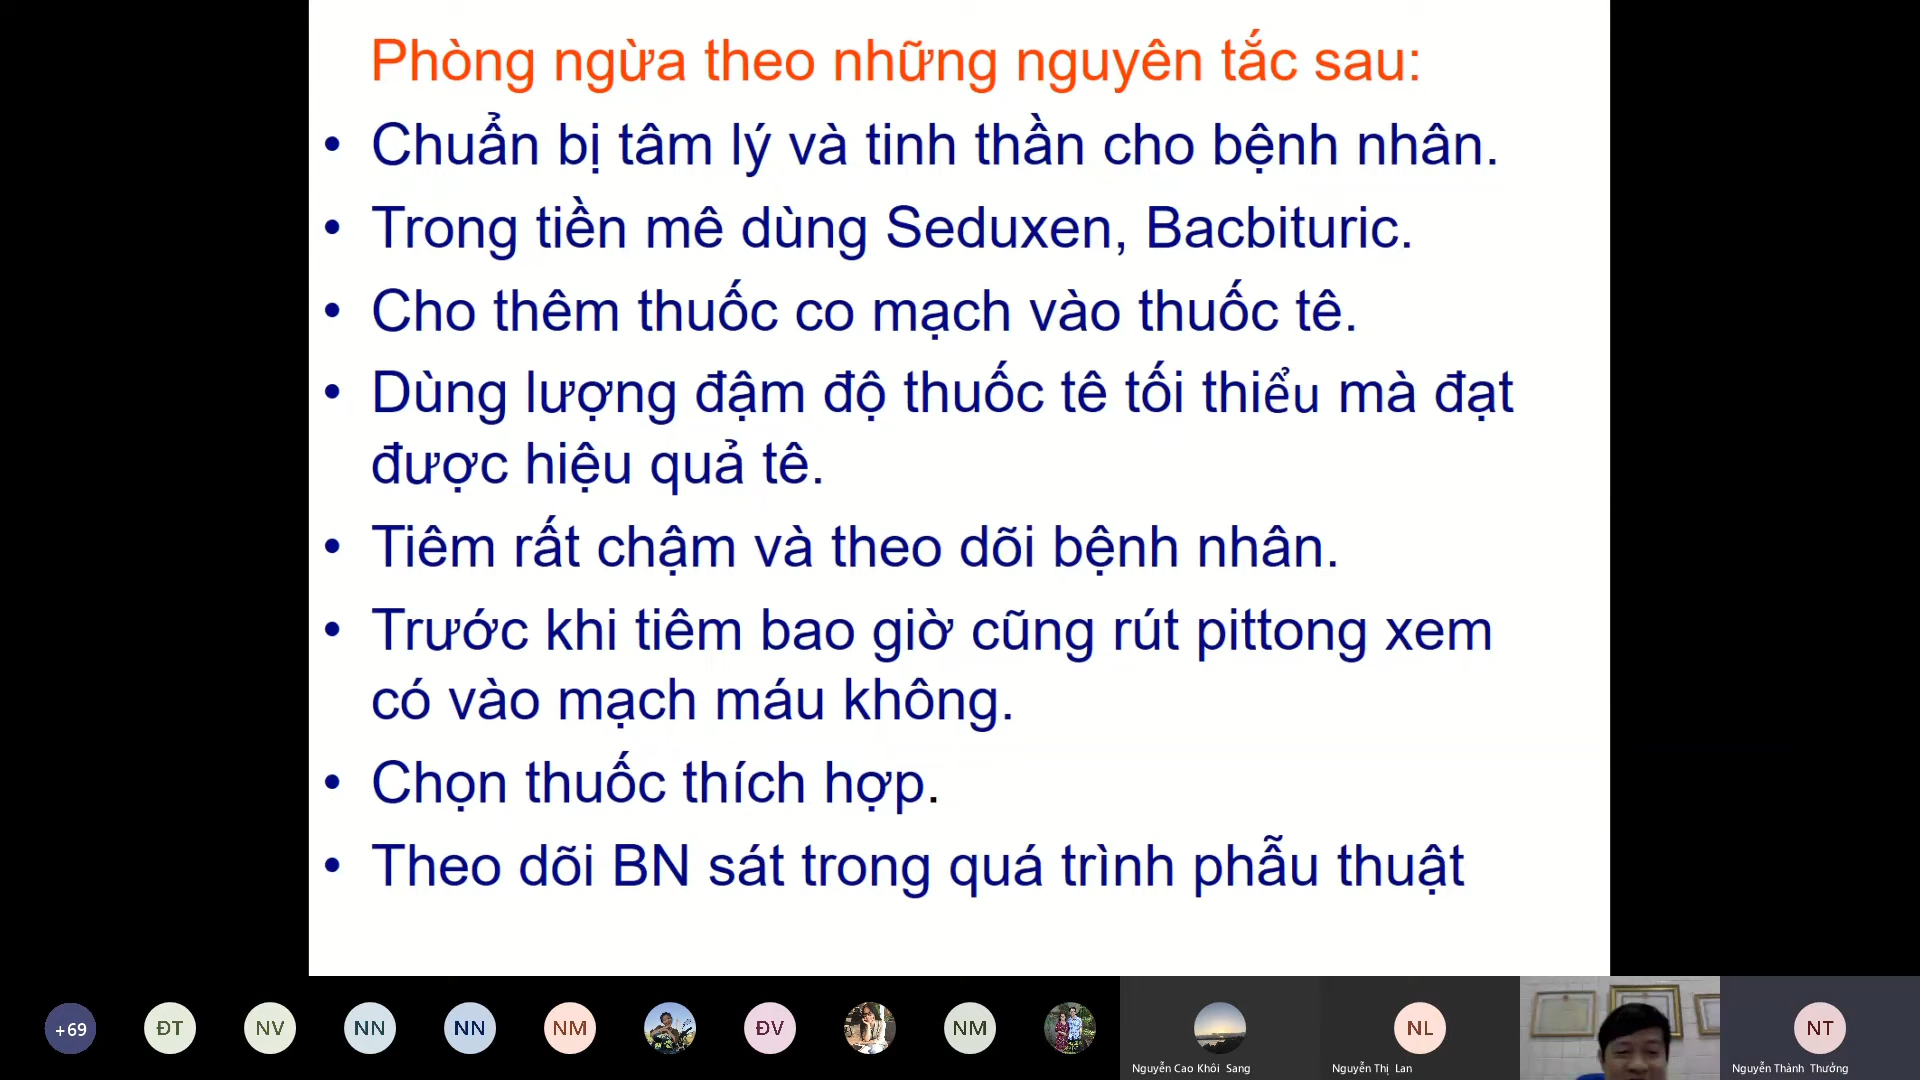 Phòng ngừa theo những nguyên tắc sau:
• Chuẩn bị tâm lý và tinh thần cho bệnh nhân.
• Trong tiền mê dùng Seduxen, Bacbituric.
• Cho thêm thuốc co mạch vào thuốc tê.
• Dùng lượng đậm độ thuốc tê tối thiểu mà đạt
được hiệu quả tê.
• Tiêm rất chậm và theo dõi bệnh nhân.
• Trước khi tiêm bao giờ cũng rút pittong xem
có vào mạch máu không.
• Chọn thuốc thích hợp.
• Theo dõi BN sát trong quá trình phẫu thuật
+69 ĐT NV NN NN NM ĐV NM NL NT
Nguyễn Cao Khôi Sang Nguyễn Thị Lan Nguyễn Thành Thưởng